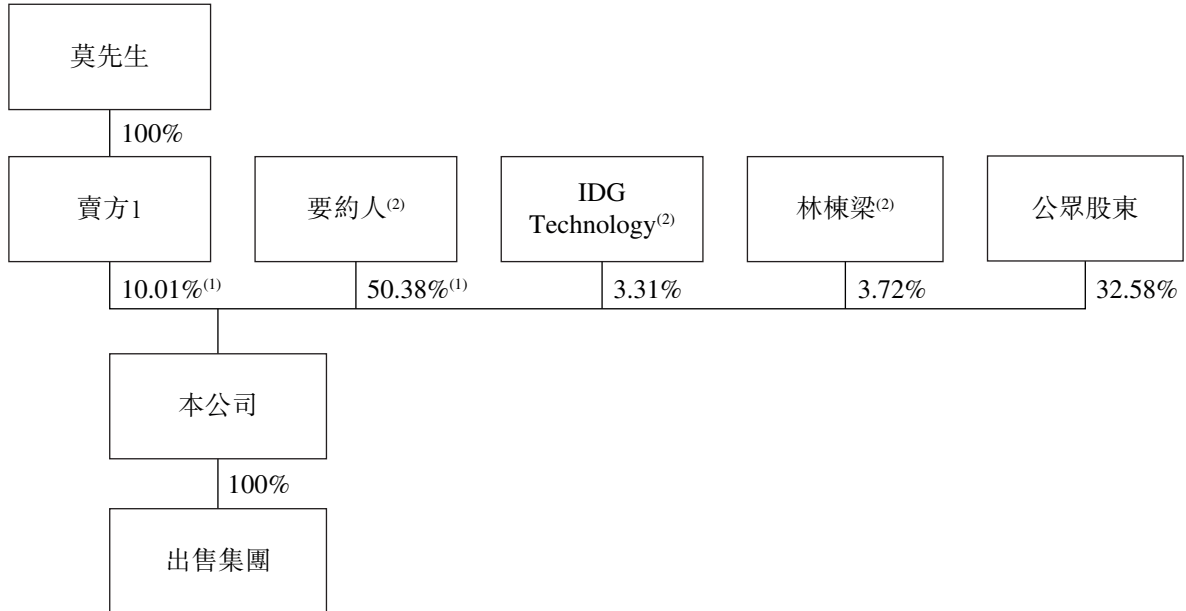 莫先生
100%
賣方1
要約人(2)
IDG
Technology(2)
林棟梁(2)
公眾股東
10.01%(1)
50.38%(1)
3.31%
3.72%
32.58%
本公司
100%
出售集團